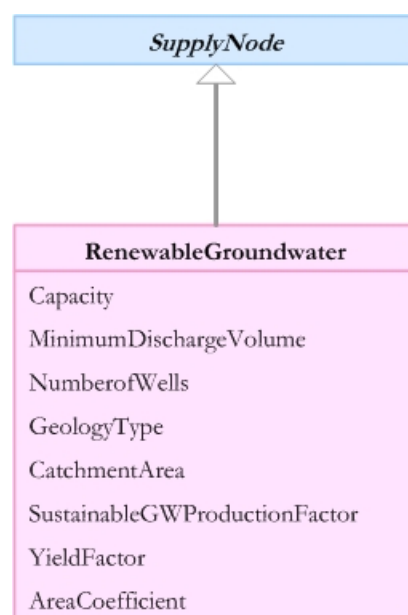 SupplyNode
RenewableGroundwater
Capacity
MinimumDischargeVolume
NumberofWells
GeologyType
CatchmentArea
SustainableGWProductionFactor
YieldFactor
AreaCoefficient